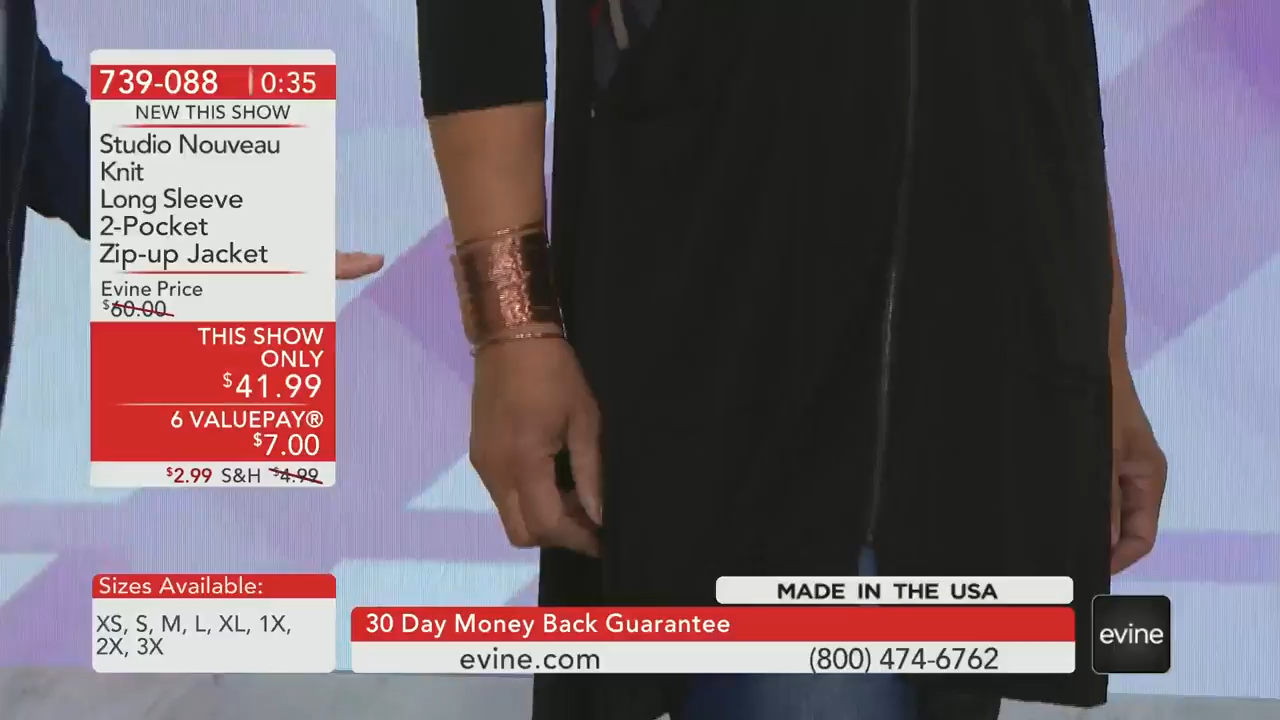 739-088 0:35
NEW THIS SHOW
Studio Nouveau
Knit
Long Sleeve
2-Pocket
Zip-up Jacket
Evine Price
$60.00
THIS SHOW
ONLY
$41.99
6 VALUEPAY®
$7.00
$2.99 S&H $4.99
Sizes Available:
XS, S, M, L, XL, 1X,
2X, 3X
MADE IN THE USA
30 Day Money Back Guarantee
evine.com (800) 474-6762
evine